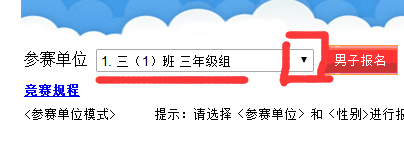 参赛单位 1. 三（1）班 三年级组 ▼ 男子报名
竞赛规程
<参赛单位模式> 提示：请选择 <参赛单位> 和 <性别>进行报